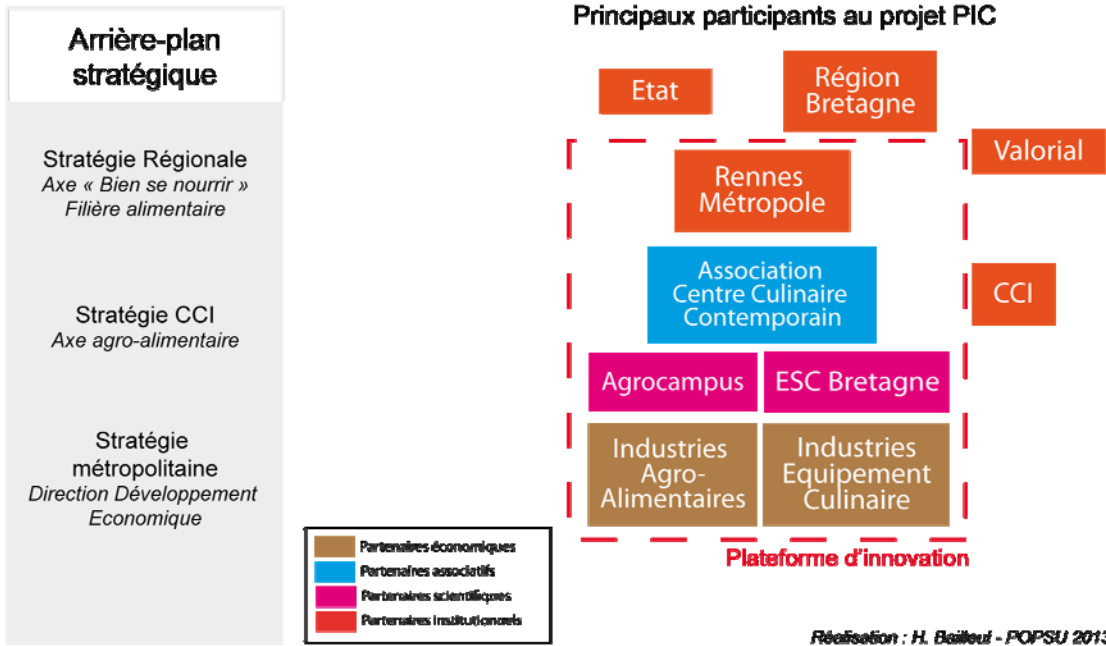 Arrière-plan
stratégique
Stratégie Régionale
Axe « Bien se nourrir »
Filière alimentaire
Stratégie CCI
Axe agro-alimentaire
Stratégie
métropolitaine
Direction Développement
Economique
Principaux participants au projet PIC
Etat
Région
Bretagne
Valorial
Rennes
Métropole
Association
Centre Culinaire
Contemporain
CCI
Agrocampus
ESC Bretagne
Industries
Agro-
Alimentaires
Industries
Equipement
Culinaire
Plateforme d'innovation
Partenaires économiques
Partenaires associatifs
Partenaires scientifiques
Partenaires institutionnels
Réalisation : H. Bailleul - POPSU 2013